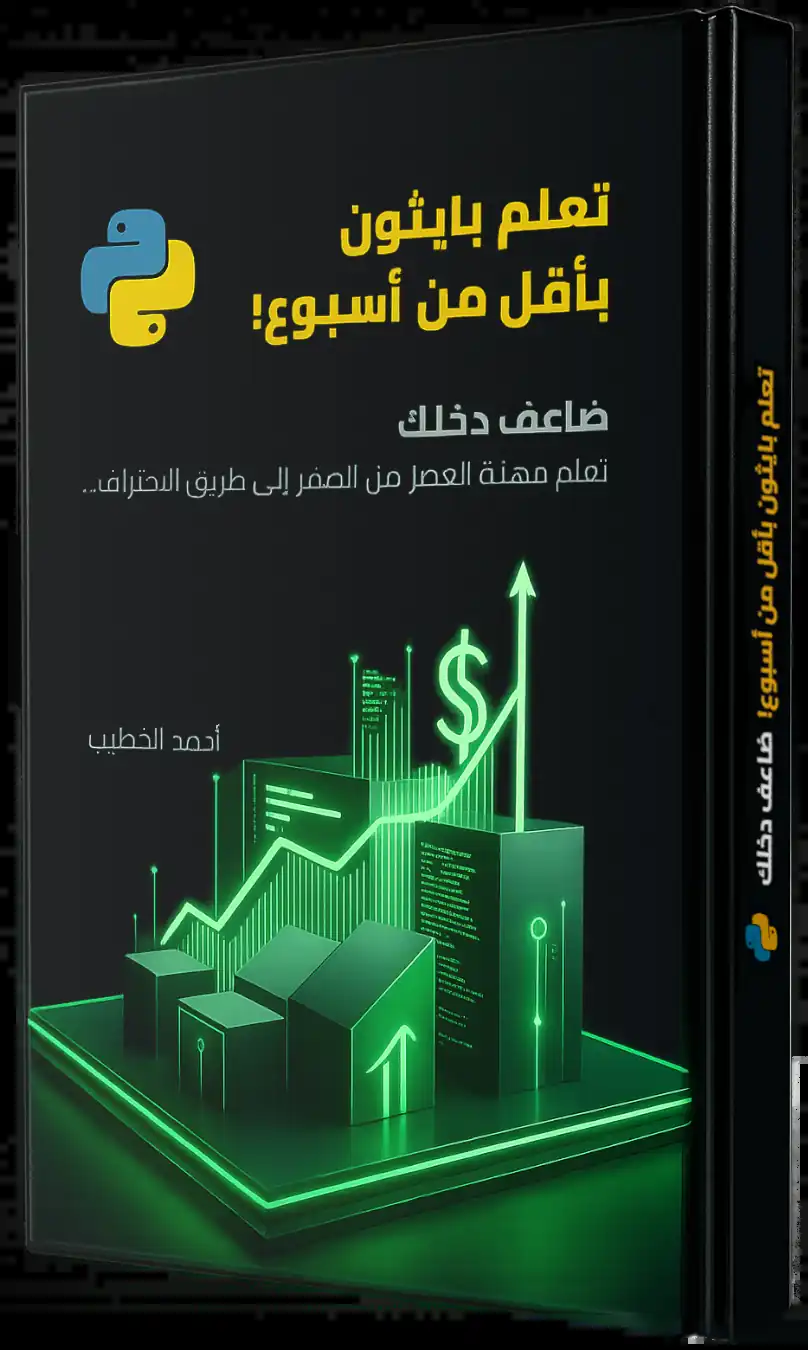 تعلم بايثون
بأقل من أسبوع!
ضاعف دخلك
تعلم مهنة العصر من الصفر إلى طريق الاحتراف...
$
أحمد الخطيب
تعلم بايثون بأقل من أسبوع! ضاعف دخلك